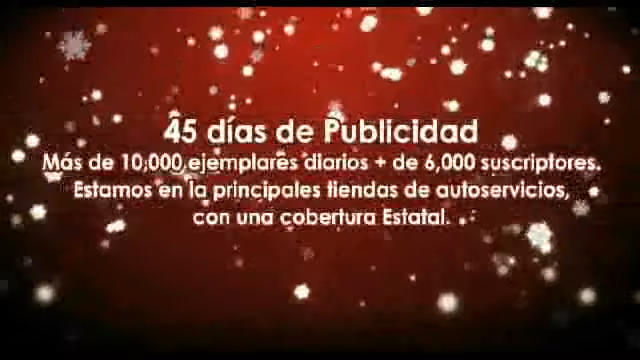 45 días de Publicidad
Más de 10,000 ejemplares diarios + de 6,000 suscriptores.
Estamos en la principales tiendas de autoservicios,
con una cobertura Estatal.